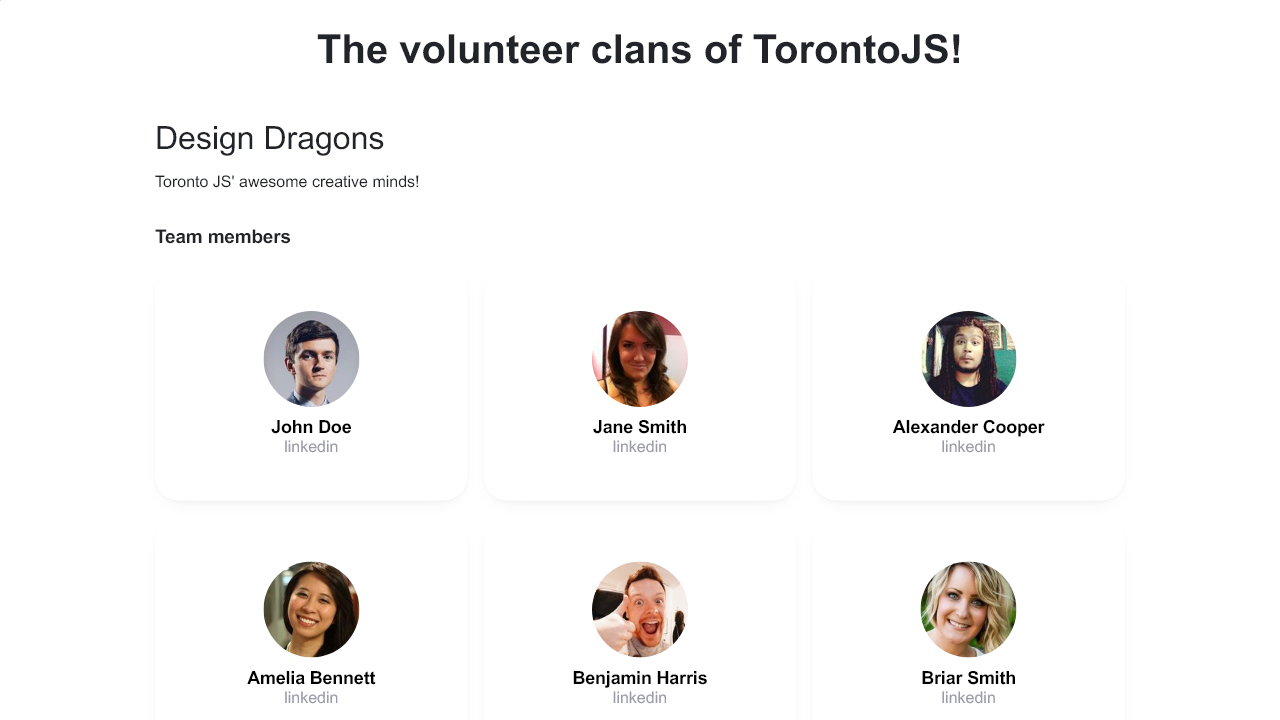 The volunteer clans of TorontoJS!
Design Dragons
Toronto JS' awesome creative minds!
Team members
John Doe
linkedin
Jane Smith
linkedin
Alexander Cooper
linkedin
Amelia Bennett
linkedin
Benjamin Harris
linkedin
Briar Smith
linkedin